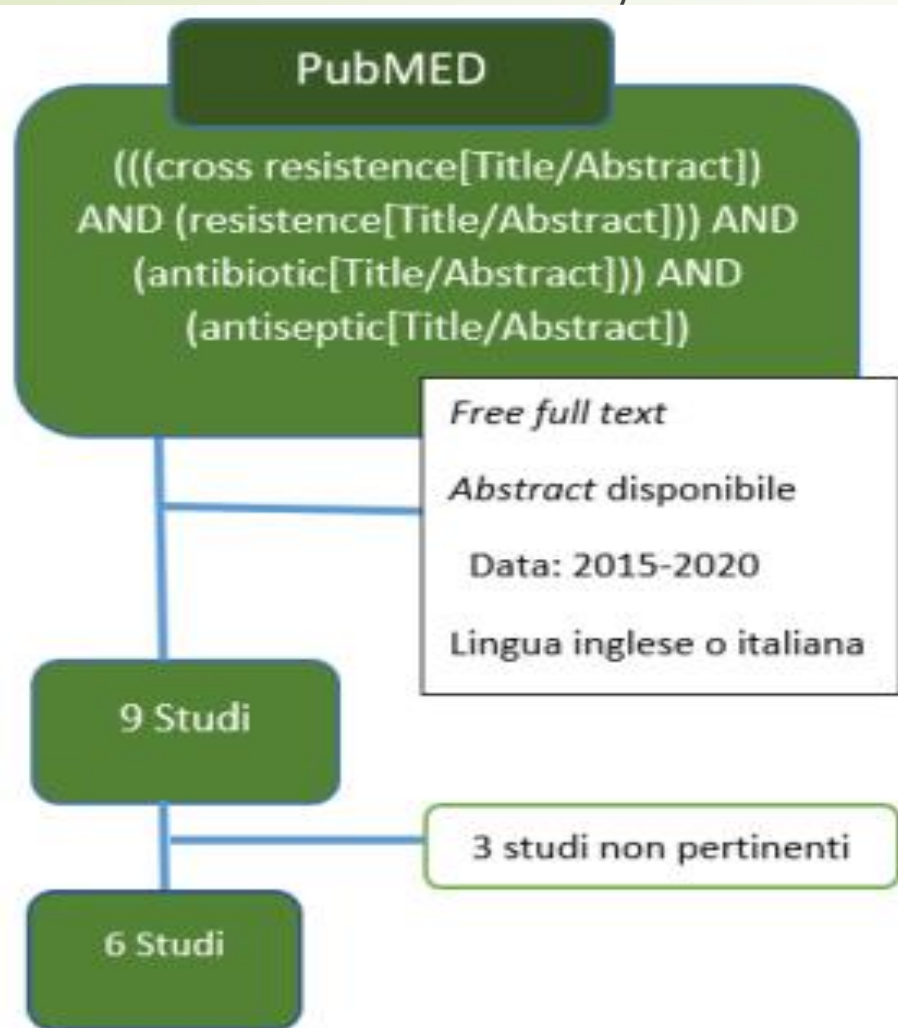 PubMED
(((cross resistence[Title/Abstract])
AND (resistence[Title/Abstract])) AND
(antibiotic[Title/Abstract])) AND
(antiseptic[Title/Abstract])
Free full text
Abstract disponibile
Data: 2015-2020
Lingua inglese o italiana
9 Studi
3 studi non pertinenti
6 Studi